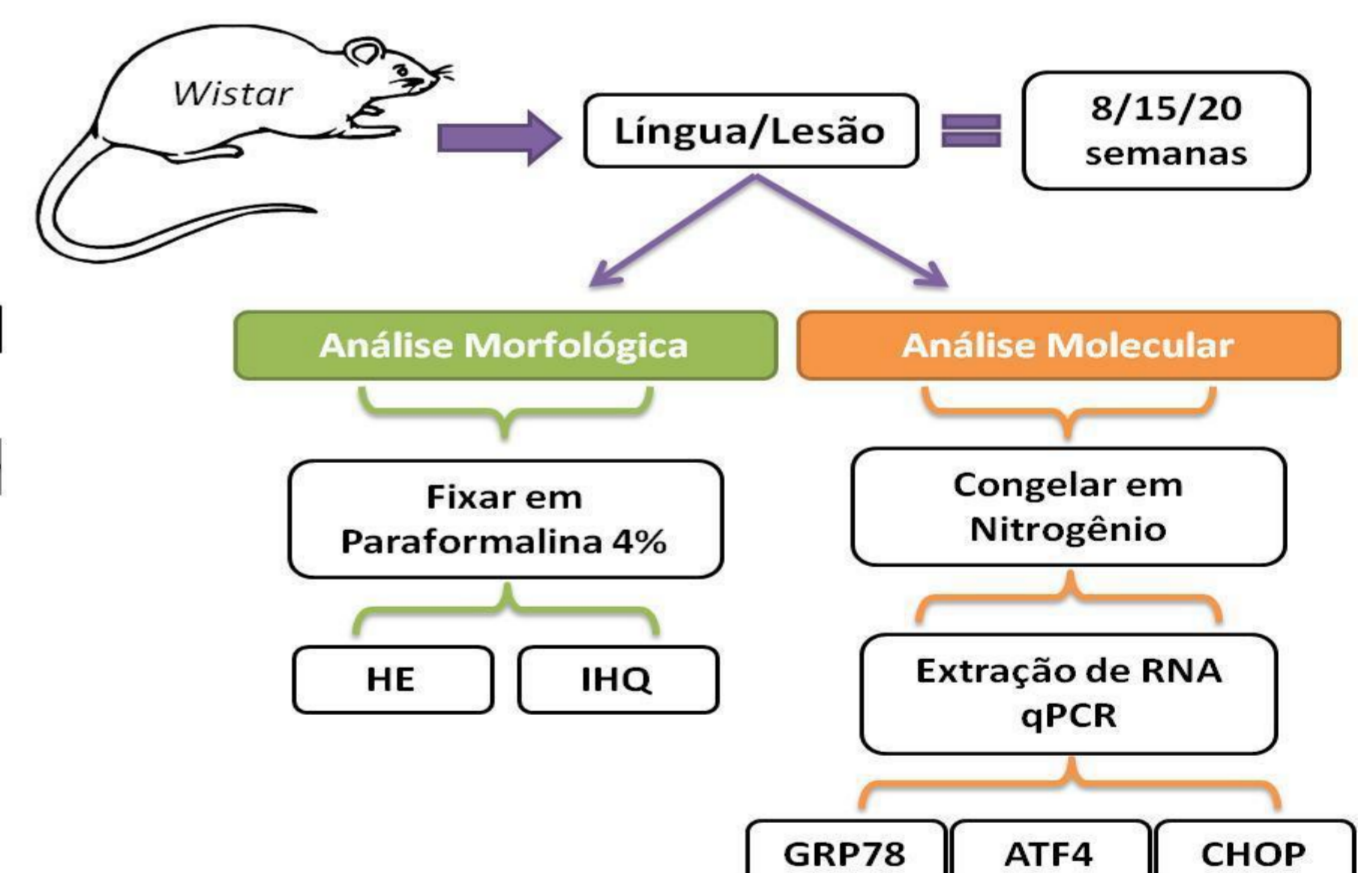 Wistar
Língua/Lesão
8/15/20
semanas
Análise Morfológica
Análise Molecular
Fixar em
Paraformalina 4%
Congelar em
Nitrogênio
HE
IHQ
Extração de RNA
qPCR
GRP78
ATF4
CHOP